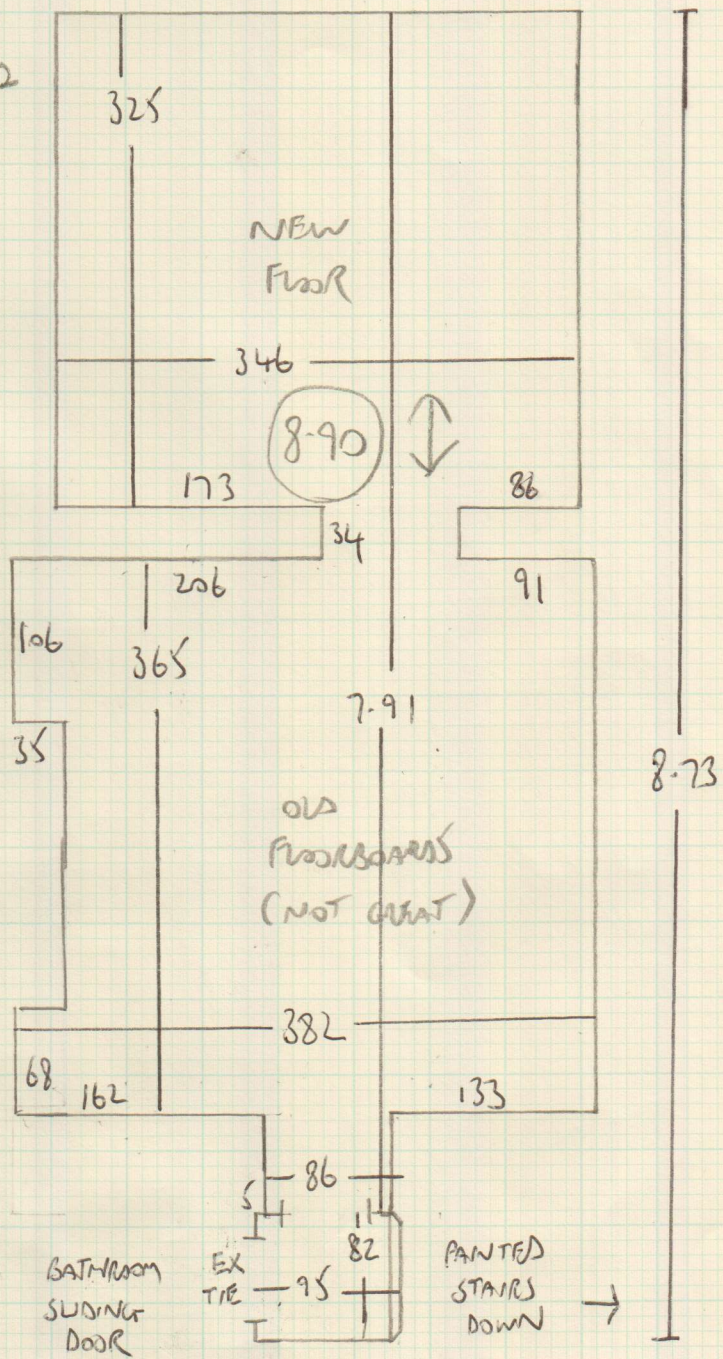 2
325
NEW
FLOOR
346
8-90
173
86
34
206
91
106
365
7-91
35
8-73
OLD
FLOORBOARDS
(NOT GREAT)
382
68
162
133
86
5
82
BATHROOM
SLIDING
DOOR
EX
TIE
95
PAINTED
STAIRS
DOWN